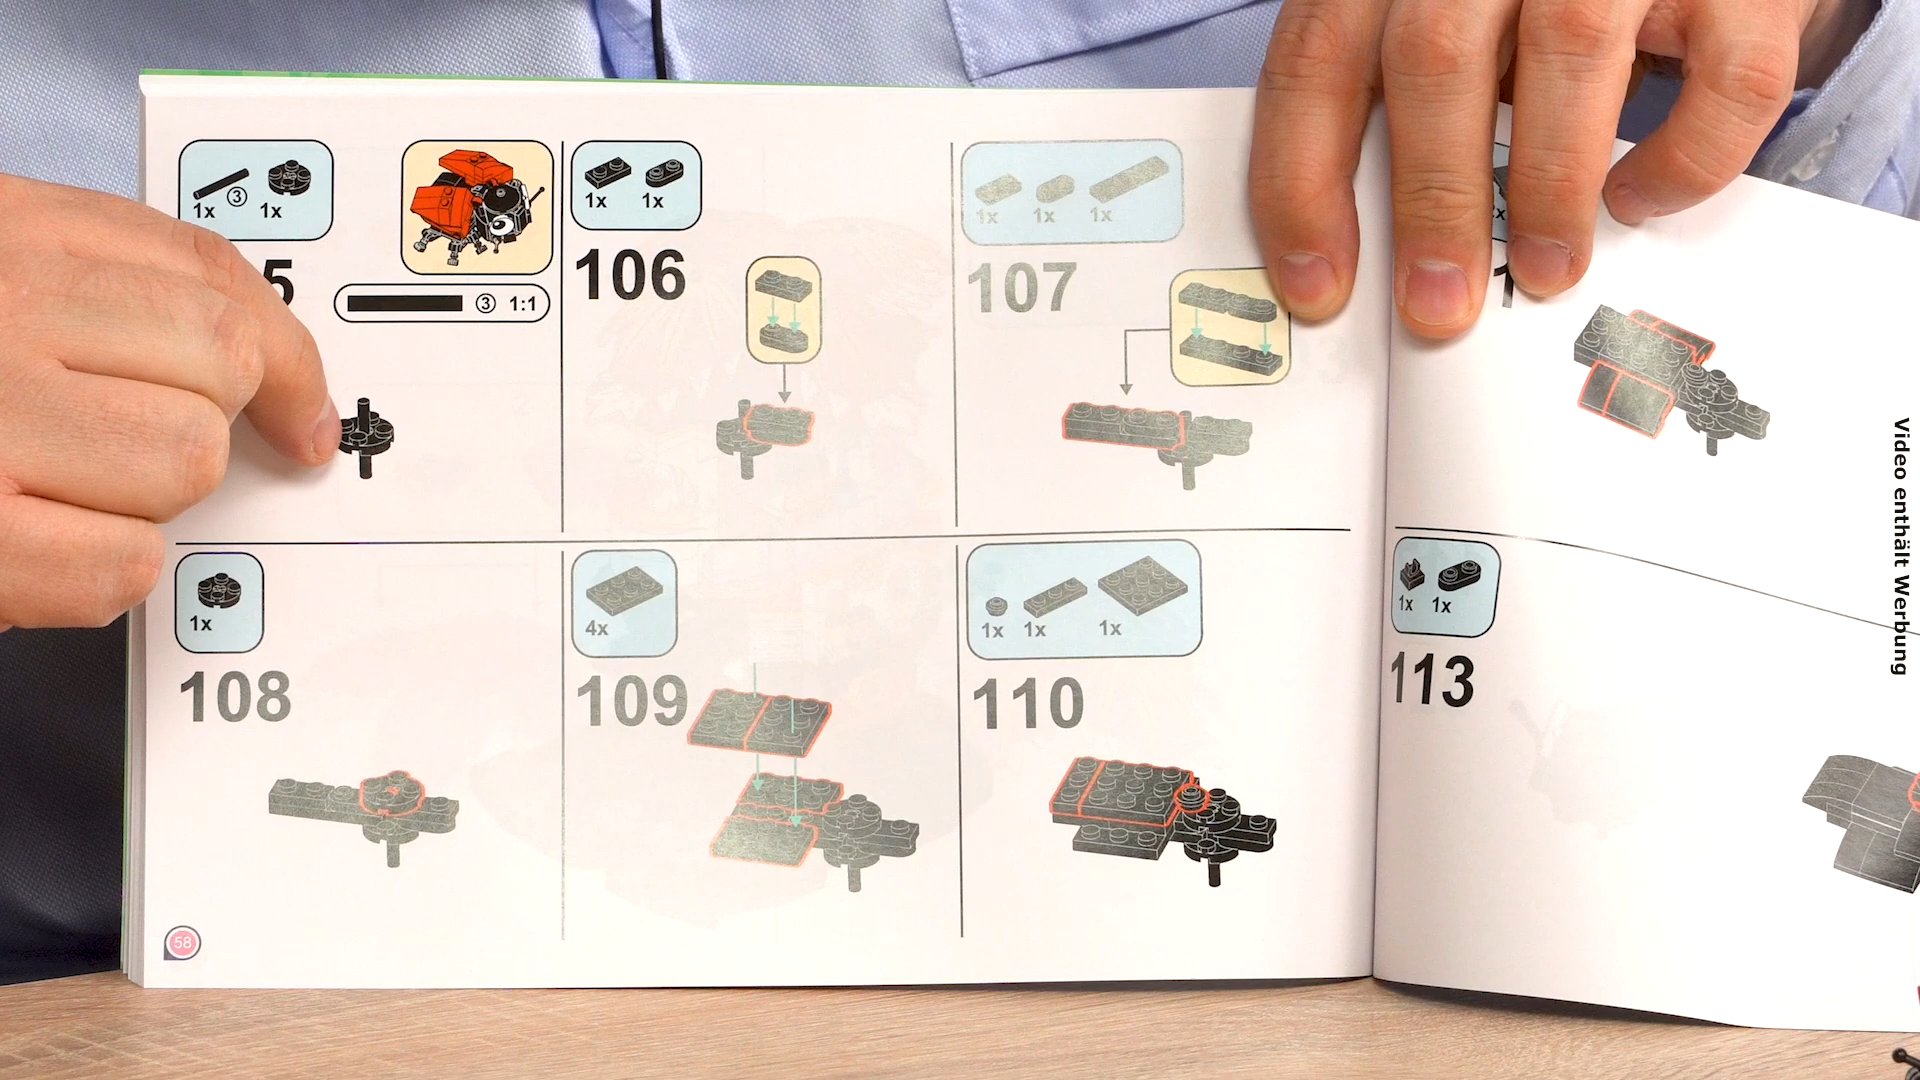 1x ③ 1x
5
③ 1:1
1x 1x
106
1x 1x 1x
107
1x
108
4x
109
1x 1x 1x
110
58
1x 1x
113
Video enthält Werbung